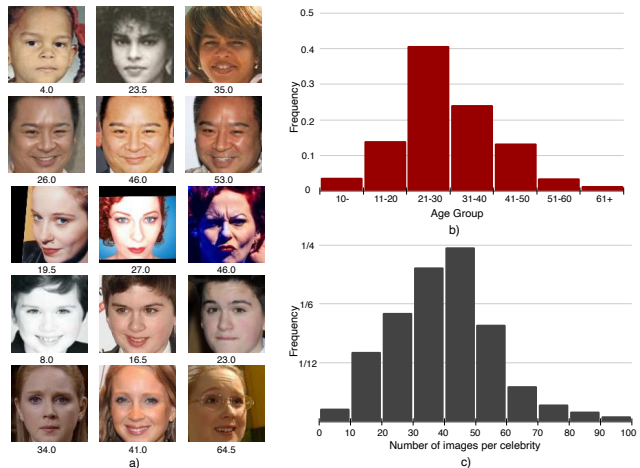 4.0 23.5 35.0
26.0 46.0 53.0
19.5 27.0 46.0
8.0 16.5 23.0
34.0 41.0 64.5
a)
0.5
0.4
0.3
0.2
0.1
0
Frequency
10- 11-20 21-30 31-40 41-50 51-60 61+
Age Group
b)
1/4
1/6
1/12
Frequency
0 10 20 30 40 50 60 70 80 90 100
Number of images per celebrity
c)